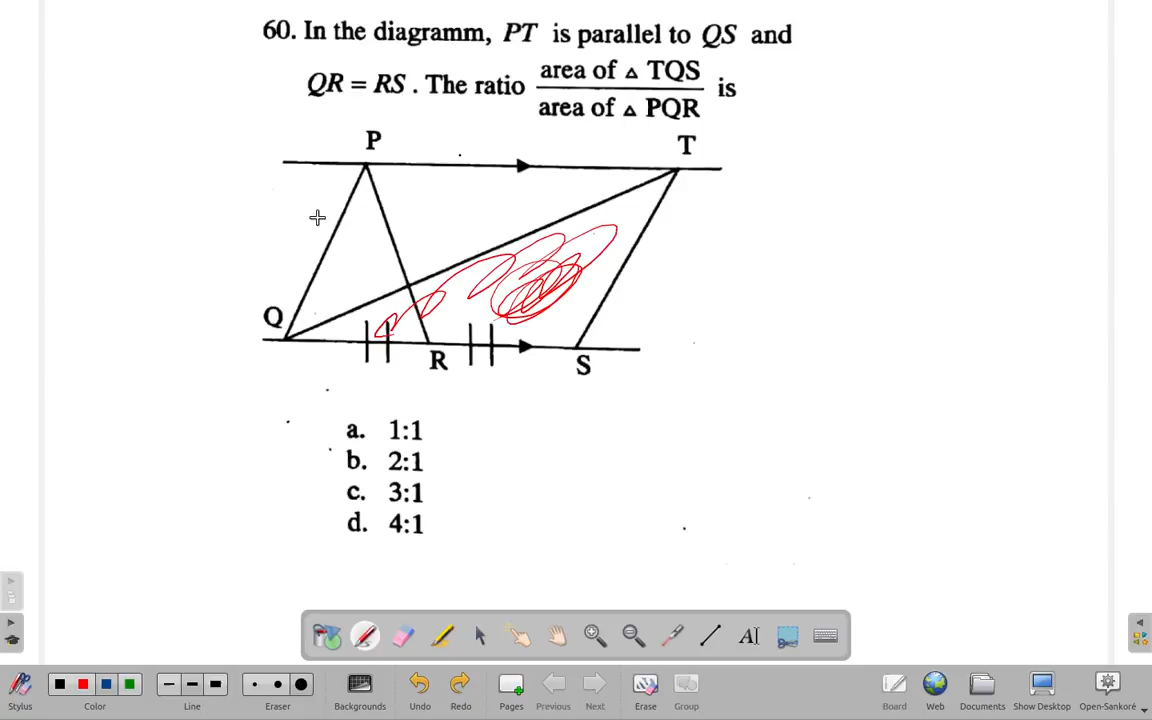 60. In the diagramm, PT is parallel to QS and
QR = RS. The ratio area of △ TQS / area of △ PQR is
P
T
Q
R
S
a. 1:1
b. 2:1
c. 3:1
d. 4:1
Stylus
Color
Line
Eraser
Backgrounds
Undo
Redo
Pages
Previous
Next
Erase
Group
Board
Web
Documents
Show Desktop
Open-Sankoré